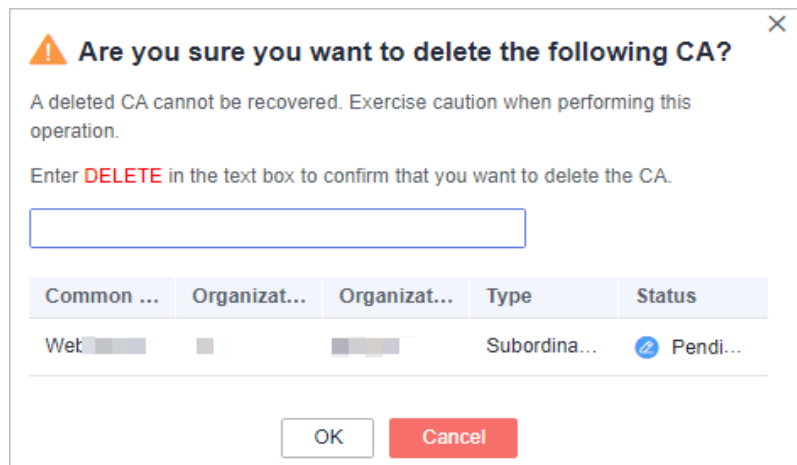 Are you sure you want to delete the following CA?
A deleted CA cannot be recovered. Exercise caution when performing this
operation.
Enter DELETE in the text box to confirm that you want to delete the CA.
Common ... Organizat... Organizat... Type Status
Web Subordina... Pendi...
OK Cancel